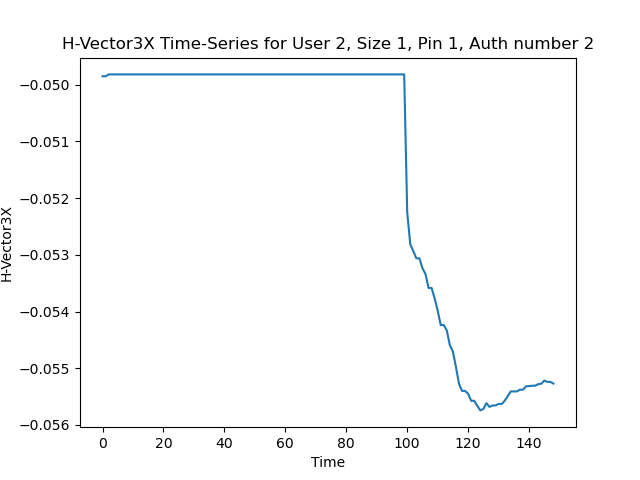 H-Vector3X Time-Series for User 2, Size 1, Pin 1, Auth number 2
H-Vector3X
−0.050
−0.051
−0.052
−0.053
−0.054
−0.055
−0.056
0 20 40 60 80 100 120 140
Time